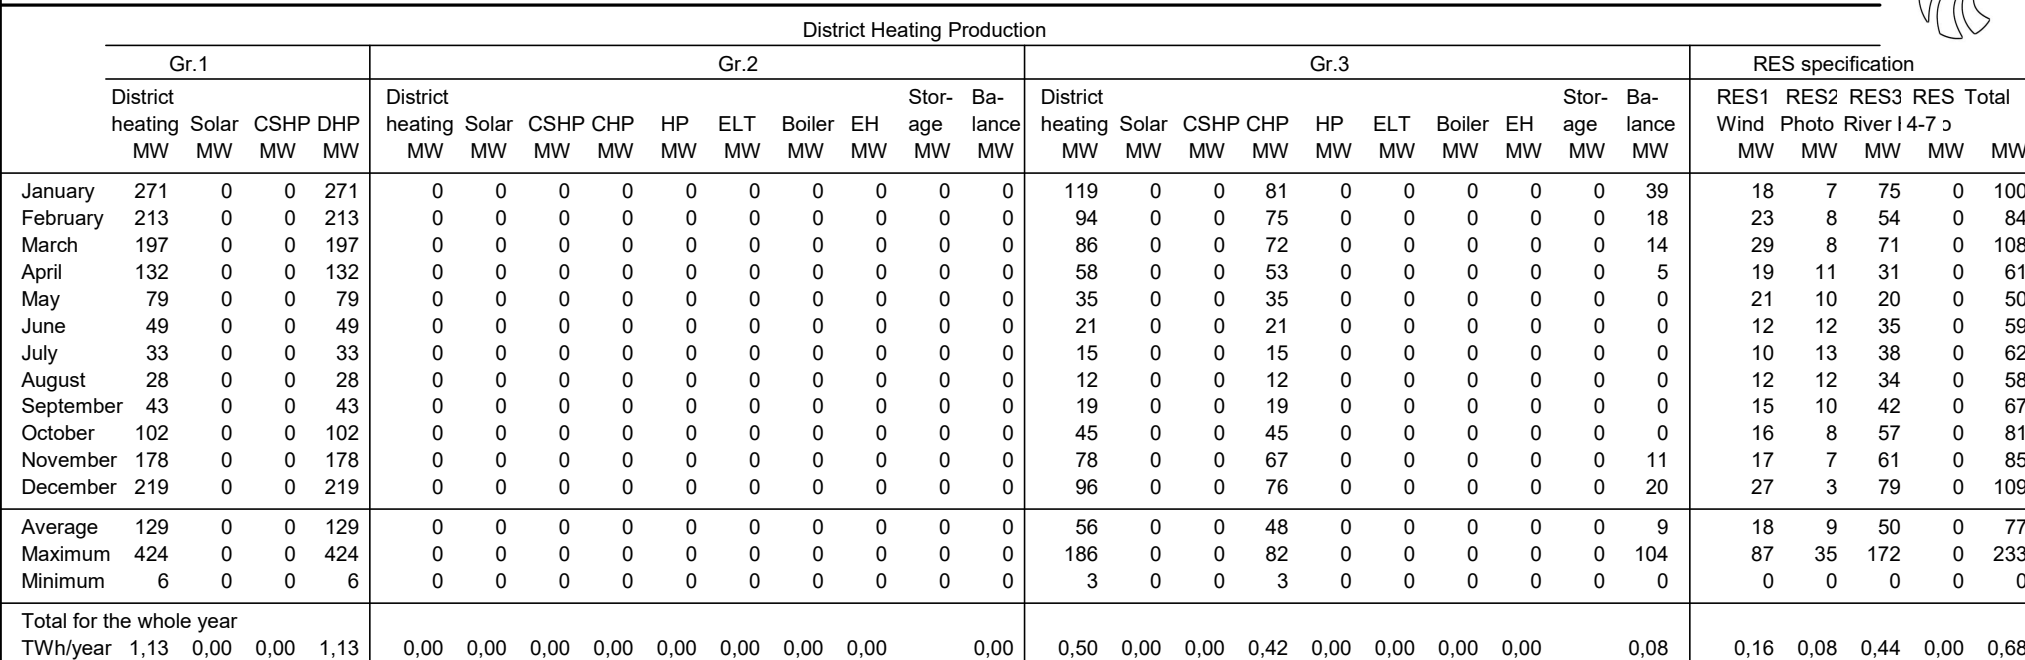 District Heating Production
Gr.1 Gr.2 Gr.3 RES specification
District District Stor- Ba- District Stor- Ba- RES1 RES2 RES3 RES Total
heating Solar CSHP DHP heating Solar CSHP CHP HP ELT Boiler EH age lance heating Solar CSHP CHP HP ELT Boiler EH age lance Wind Photo River 4-7
MW MW MW MW MW MW MW MW MW MW MW MW MW MW MW MW MW MW MW MW MW MW MW MW MW MW MW MW MW
January 271 0 0 271 0 0 0 0 0 0 0 0 0 0 119 0 0 81 0 0 0 0 0 39 18 7 75 0 100
February 213 0 0 213 0 0 0 0 0 0 0 0 0 0 94 0 0 75 0 0 0 0 0 18 23 8 54 0 84
March 197 0 0 197 0 0 0 0 0 0 0 0 0 0 86 0 0 72 0 0 0 0 0 14 29 8 71 0 108
April 132 0 0 132 0 0 0 0 0 0 0 0 0 0 58 0 0 53 0 0 0 0 0 5 19 11 31 0 61
May 79 0 0 79 0 0 0 0 0 0 0 0 0 0 35 0 0 35 0 0 0 0 0 0 21 10 20 0 50
June 49 0 0 49 0 0 0 0 0 0 0 0 0 0 21 0 0 21 0 0 0 0 0 0 12 12 35 0 59
July 33 0 0 33 0 0 0 0 0 0 0 0 0 0 15 0 0 15 0 0 0 0 0 0 10 13 38 0 62
August 28 0 0 28 0 0 0 0 0 0 0 0 0 0 12 0 0 12 0 0 0 0 0 0 12 12 34 0 58
September 43 0 0 43 0 0 0 0 0 0 0 0 0 0 19 0 0 19 0 0 0 0 0 0 15 10 42 0 67
October 102 0 0 102 0 0 0 0 0 0 0 0 0 0 45 0 0 45 0 0 0 0 0 0 16 8 57 0 81
November 178 0 0 178 0 0 0 0 0 0 0 0 0 0 78 0 0 67 0 0 0 0 0 11 17 7 61 0 85
December 219 0 0 219 0 0 0 0 0 0 0 0 0 0 96 0 0 76 0 0 0 0 0 20 27 3 79 0 109
Average 129 0 0 129 0 0 0 0 0 0 0 0 0 0 56 0 0 48 0 0 0 0 0 9 18 9 50 0 77
Maximum 424 0 0 424 0 0 0 0 0 0 0 0 0 0 186 0 0 82 0 0 0 0 0 104 87 35 172 0 233
Minimum 6 0 0 6 0 0 0 0 0 0 0 0 0 0 3 0 0 3 0 0 0 0 0 0 0 0 0 0 0
Total for the whole year
TWh/year 1,13 0,00 0,00 1,13 0,00 0,00 0,00 0,00 0,00 0,00 0,00 0,00 0,00 0,50 0,00 0,00 0,42 0,00 0,00 0,00 0,00 0,08 0,16 0,08 0,44 0,00 0,68